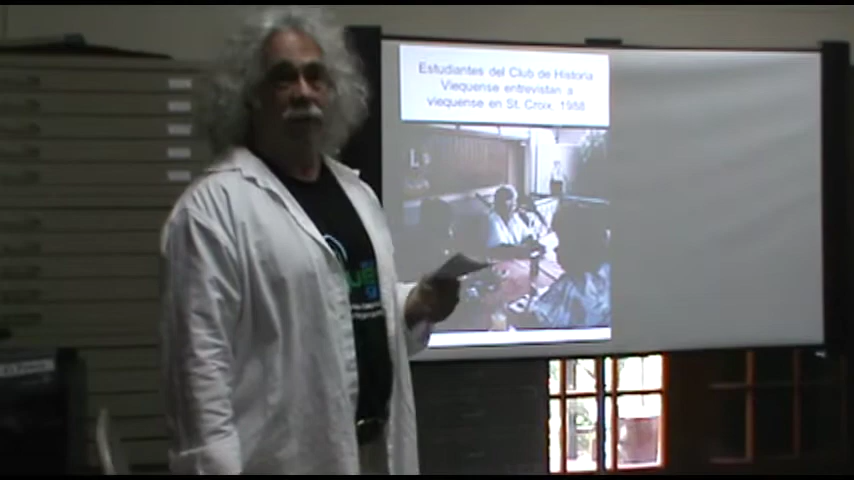 Estudiantes del Club de Historia
Viequense entrevistan a
viequense en St. Croix, 1988